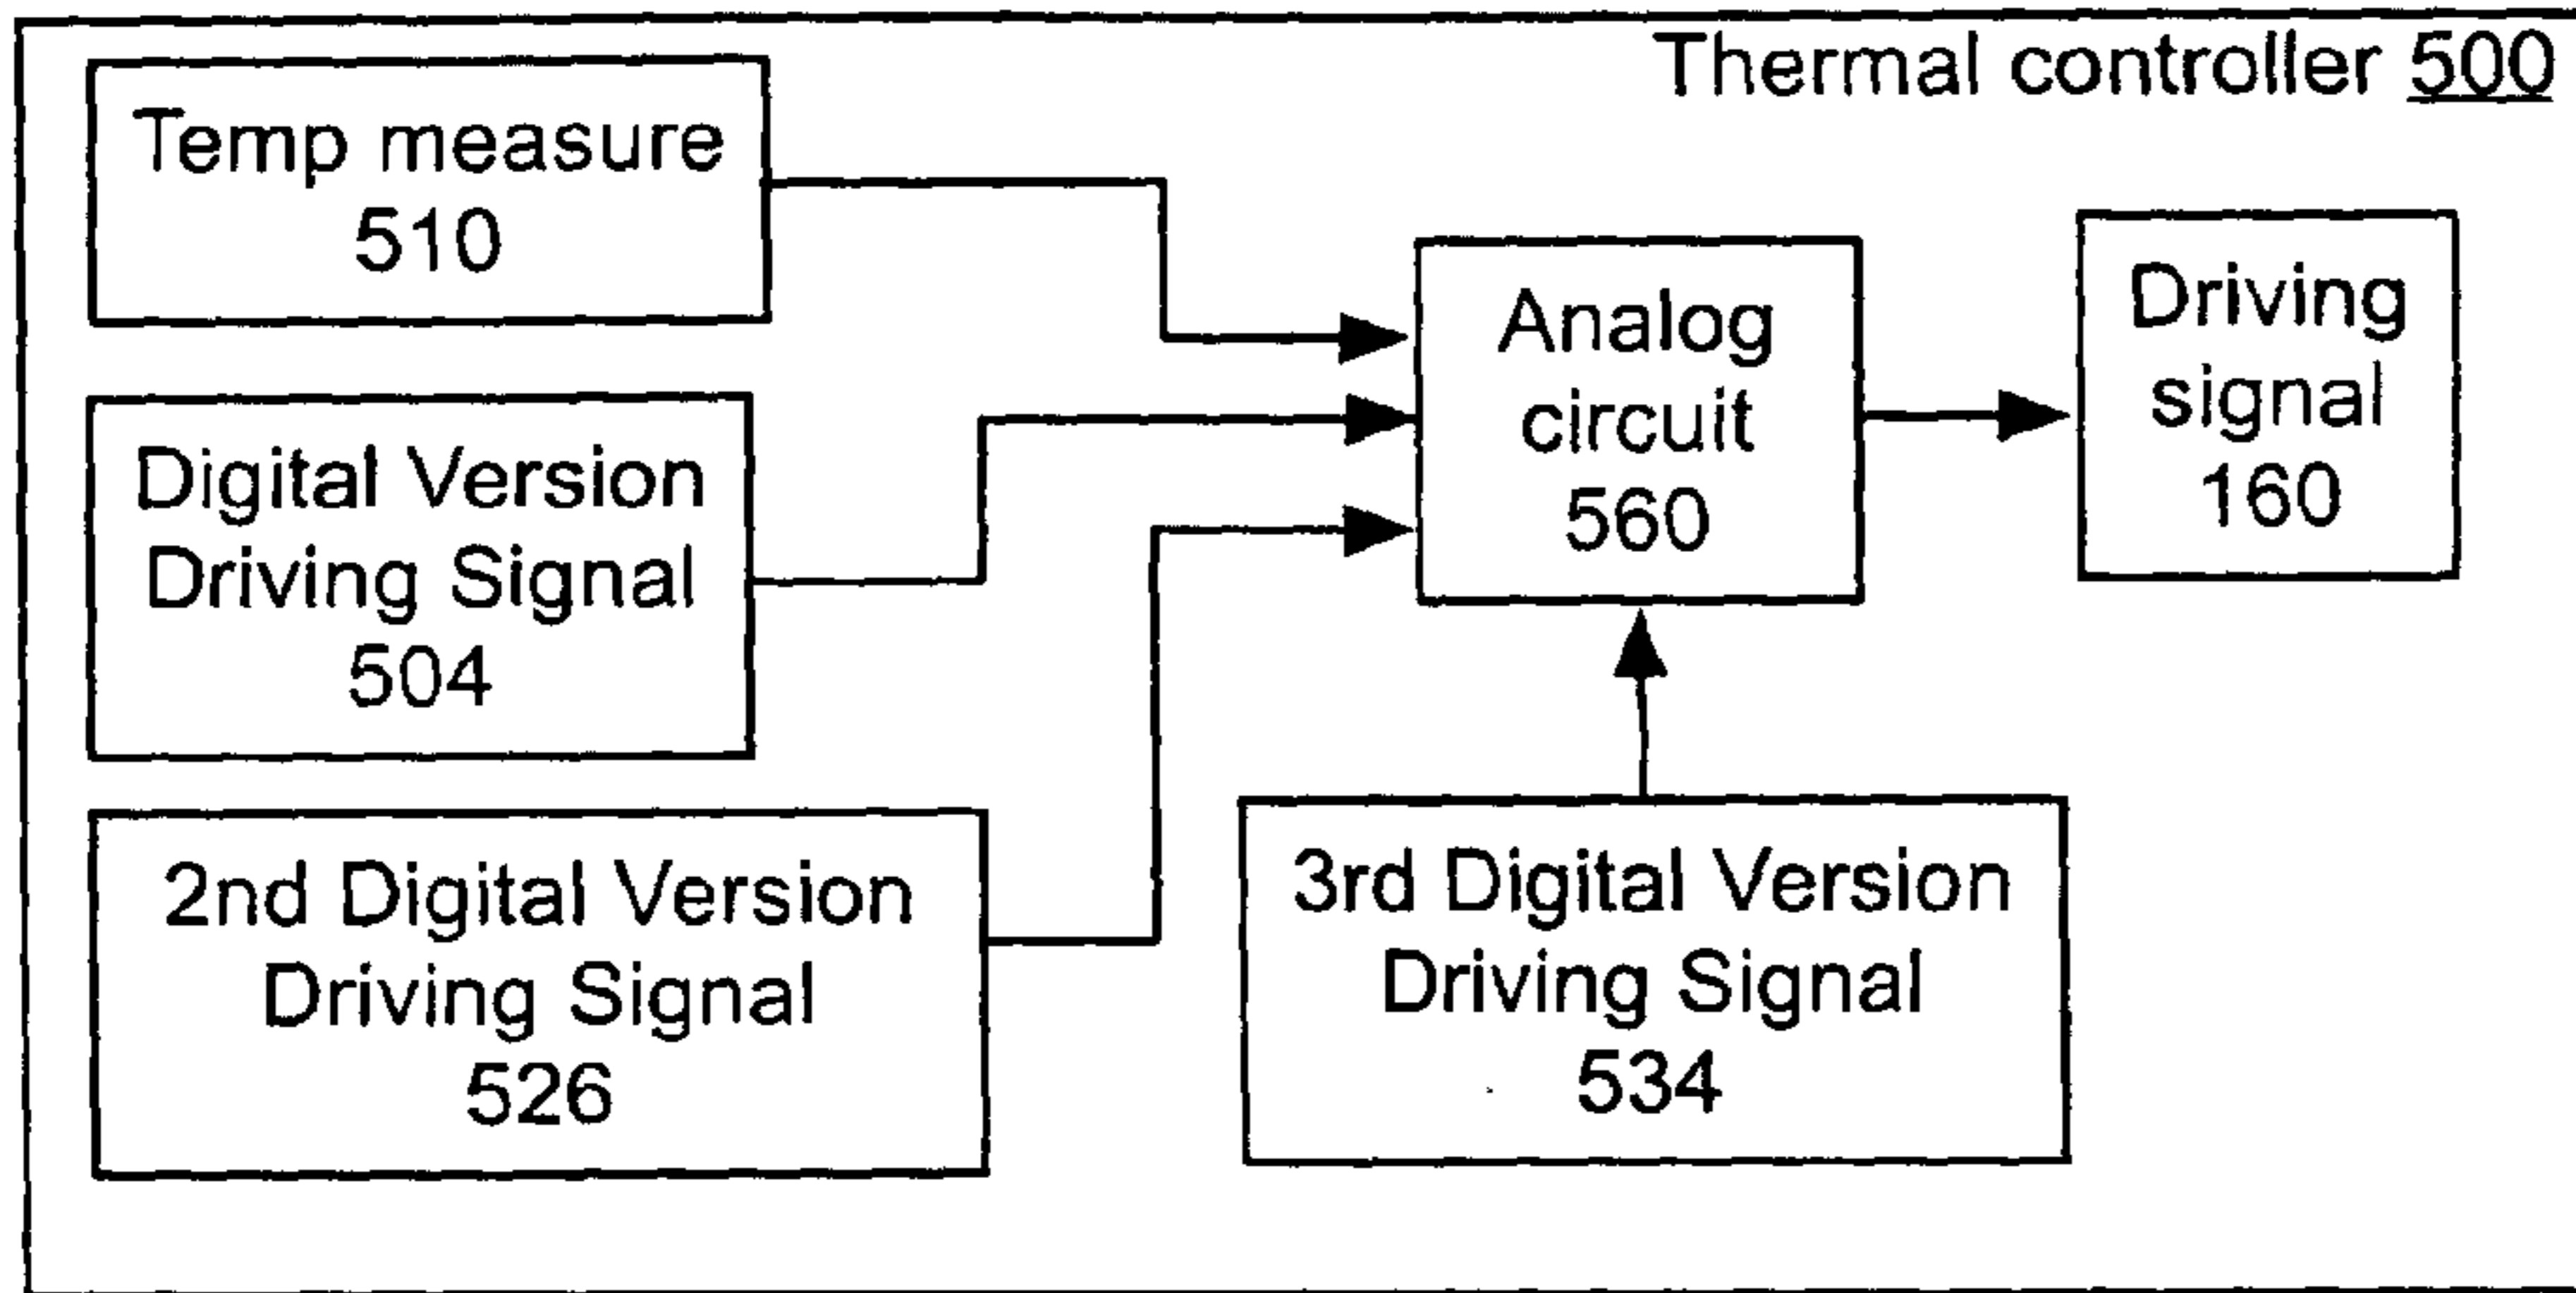 Thermal controller 500
Temp measure
510
Digital Version
Driving Signal
504
2nd Digital Version
Driving Signal
526
Analog
circuit
560
3rd Digital Version
Driving Signal
534
Driving
signal
160